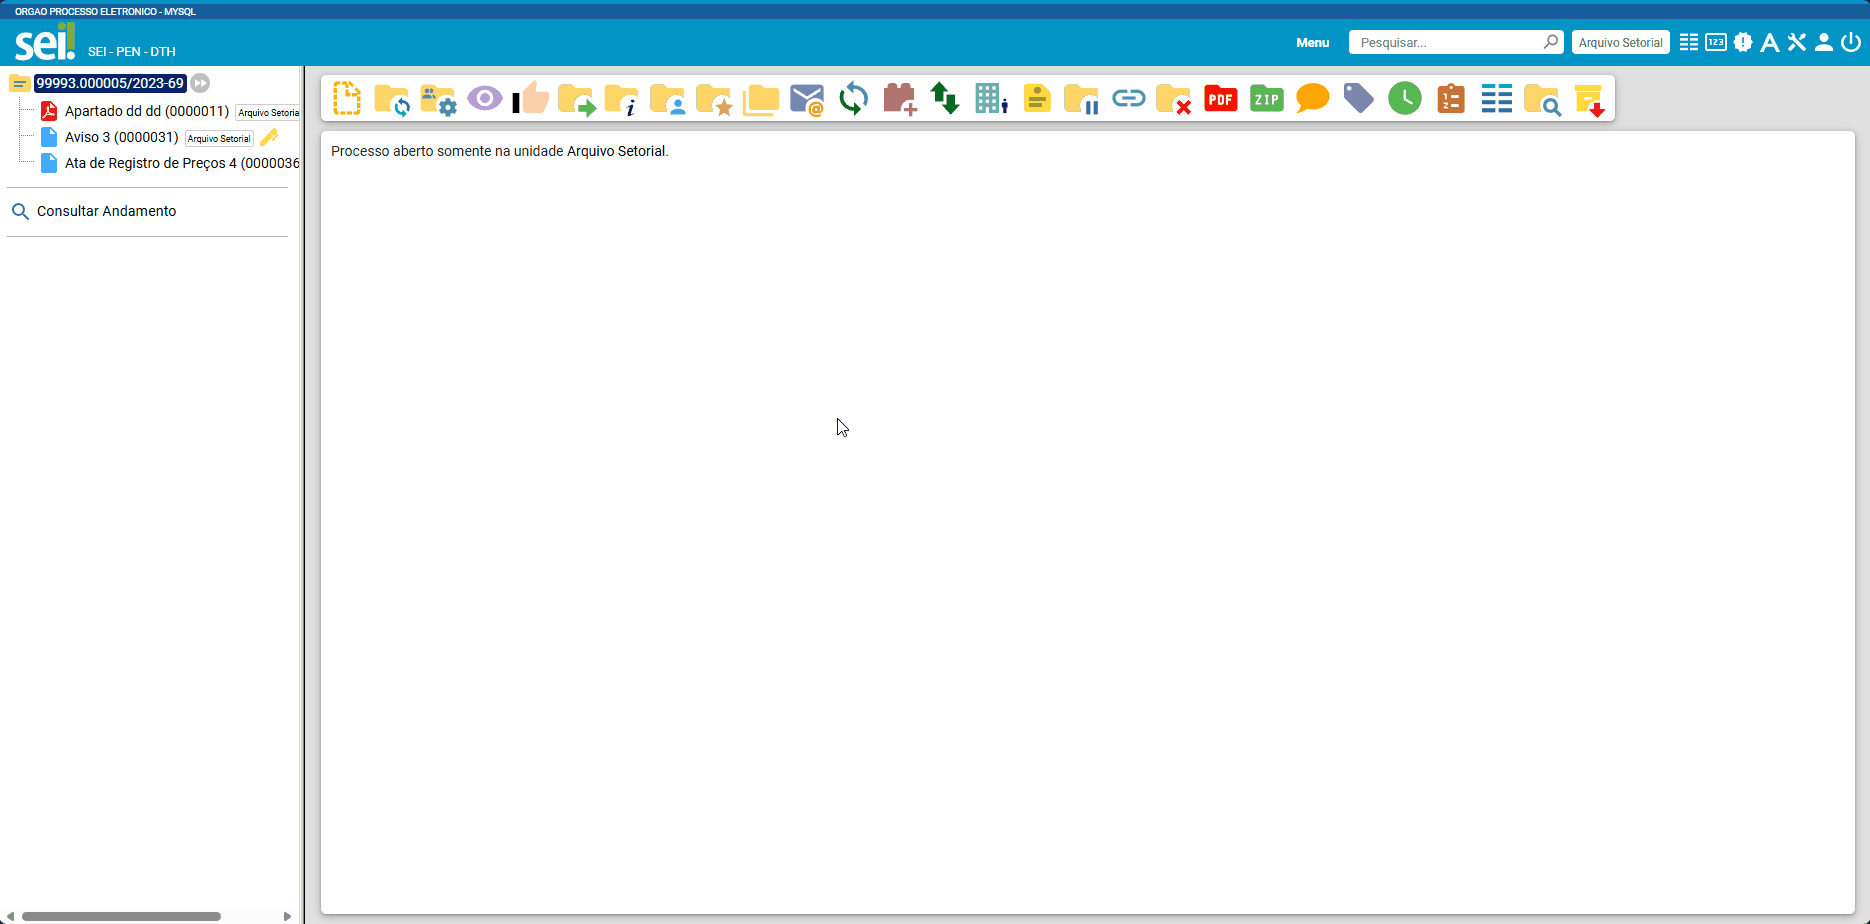 ORGAO PROCESSO ELETRONICO - MYSQL
sei!
SEI - PEN - DTH
Menu
Pesquisar...
Arquivo Setorial
123
99993.000005/2023-69
Apartado dd dd (0000011)
Arquivo Setoria
Aviso 3 (0000031)
Arquivo Setorial
Ata de Registro de Preços 4 (0000036
Consultar Andamento
PDF
ZIP
Processo aberto somente na unidade Arquivo Setorial.